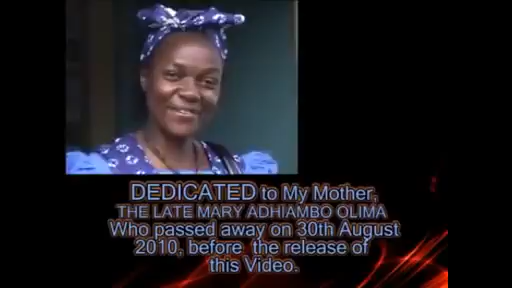 DEDICATED to My Mother,
THE LATE MARY ADHIAMBO OLIMA
Who passed away on 30th August
2010, before the release of
this Video.